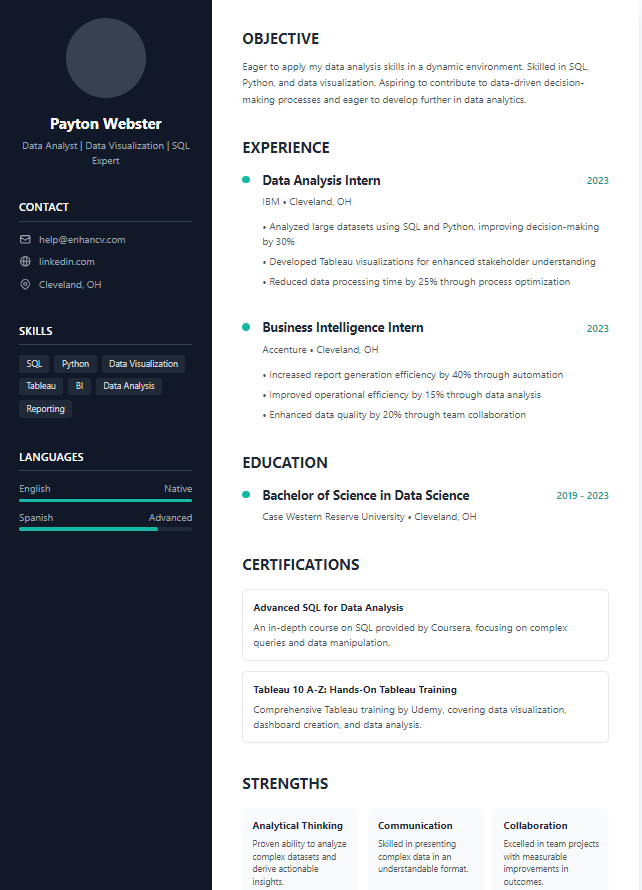 Payton Webster
Data Analyst | Data Visualization | SQL
Expert
CONTACT
help@enhancv.com
linkedin.com
Cleveland, OH
SKILLS
SQL Python Data Visualization
Tableau BI Data Analysis
Reporting
LANGUAGES
English Native
Spanish Advanced
OBJECTIVE
Eager to apply my data analysis skills in a dynamic environment. Skilled in SQL,
Python, and data visualization. Aspiring to contribute to data-driven decision-
making processes and eager to develop further in data analytics.
EXPERIENCE
Data Analysis Intern 2023
IBM • Cleveland, OH
• Analyzed large datasets using SQL and Python, improving decision-making
by 30%
• Developed Tableau visualizations for enhanced stakeholder understanding
• Reduced data processing time by 25% through process optimization
Business Intelligence Intern 2023
Accenture • Cleveland, OH
• Increased report generation efficiency by 40% through automation
• Improved operational efficiency by 15% through data analysis
• Enhanced data quality by 20% through team collaboration
EDUCATION
Bachelor of Science in Data Science 2019 - 2023
Case Western Reserve University • Cleveland, OH
CERTIFICATIONS
Advanced SQL for Data Analysis
An in-depth course on SQL provided by Coursera, focusing on complex
queries and data manipulation.
Tableau 10 A-Z: Hands-On Tableau Training
Comprehensive Tableau training by Udemy, covering data visualization,
dashboard creation, and data analysis.
STRENGTHS
Analytical Thinking
Proven ability to analyze
complex datasets and
derive actionable
insights.
Communication
Skilled in presenting
complex data in an
understandable format.
Collaboration
Excelled in team projects
with measurable
improvements in
outcomes.